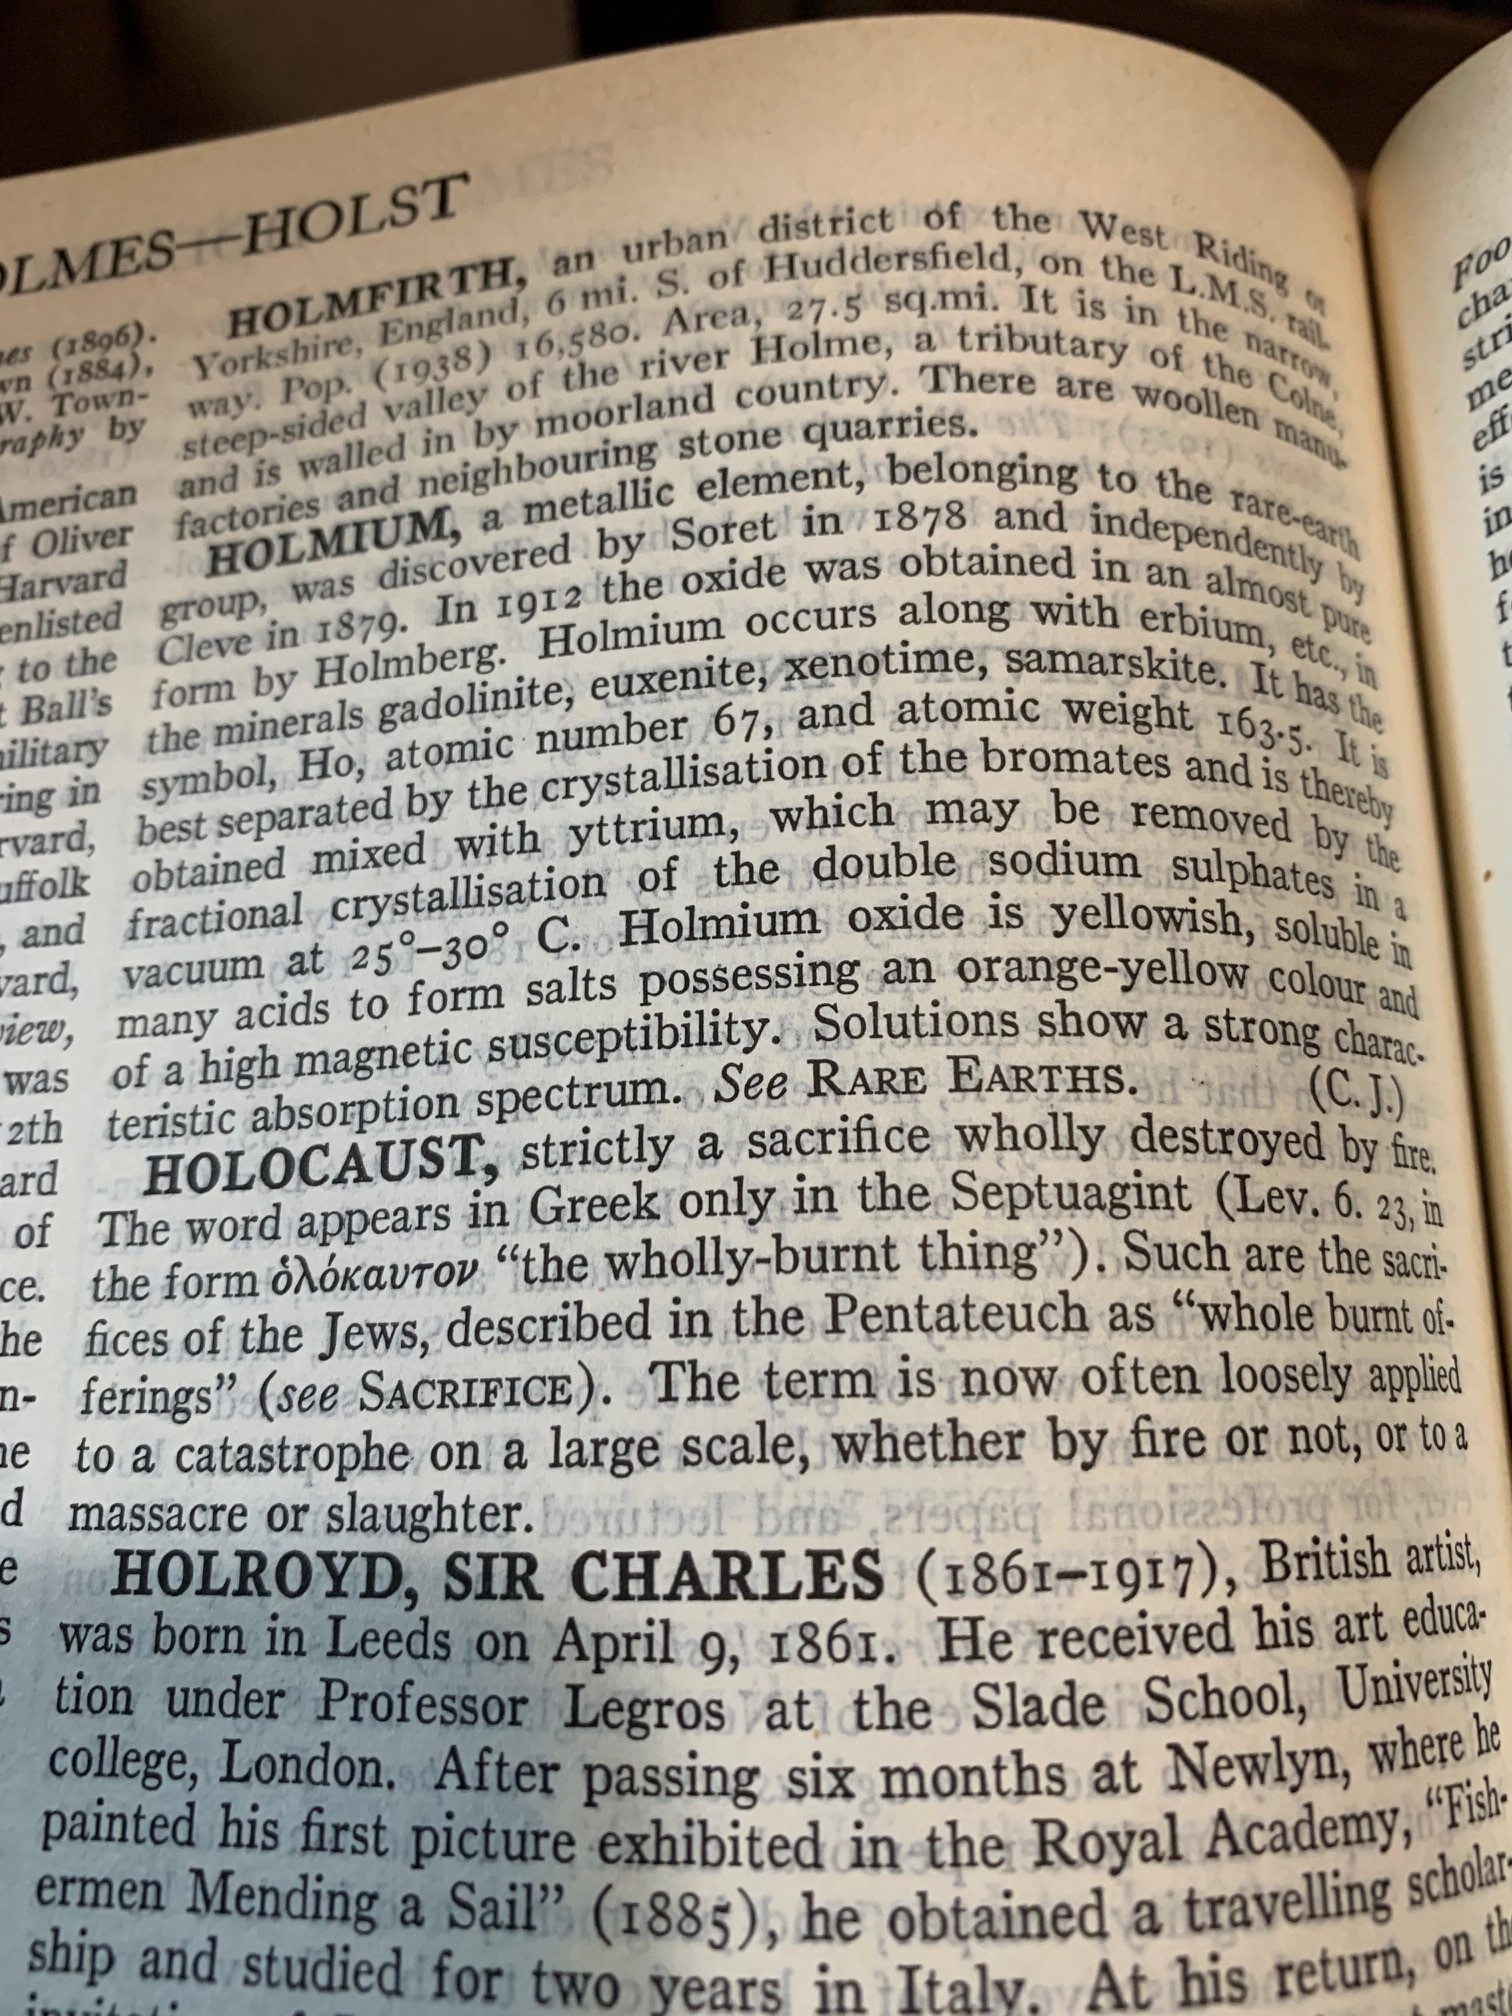 OLMES—HOLST
es (1896).
wn (1884),
W. Town-
raphy by
American
f Oliver
Harvard
enlisted
to the
t Ball's
ilitary
ring in
rvard,
uffolk
, and
vard,
view,
was
2th
ard
of
ce.
he
n-
ne
d
e
s
HOLMFIRTH, an urban district of the West Riding of
Yorkshire, England, 6 mi. S. of Huddersfield, on the L.M.S. rail-
way. Pop. (1938) 16,580. Area, 27.5 sq.mi. It is in the narrow,
steep-sided valley of the river Holme, a tributary of the Colne,
and is walled in by moorland country. There are woollen manu-
factories and neighbouring stone quarries.
HOLMIUM, a metallic element, belonging to the rare-earth
group, was discovered by Soret in 1878 and independently by
Cleve in 1879. In 1912 the oxide was obtained in an almost pure
form by Holmberg. Holmium occurs along with erbium, etc., in
the minerals gadolinite, euxenite, xenotime, samarskite. It has the
symbol, Ho, atomic number 67, and atomic weight 163·5. It is
best separated by the crystallisation of the bromates and is thereby
obtained mixed with yttrium, which may be removed by the
fractional crystallisation of the double sodium sulphates in a
vacuum at 25°–30° C. Holmium oxide is yellowish, soluble in
many acids to form salts possessing an orange-yellow colour and
of a high magnetic susceptibility. Solutions show a strong charac-
teristic absorption spectrum. See RARE EARTHS. (C. J.)
HOLOCAUST, strictly a sacrifice wholly destroyed by fire.
The word appears in Greek only in the Septuagint (Lev. 6. 23, in
the form ὁλόκαυτον “the wholly-burnt thing”). Such are the sacri-
fices of the Jews, described in the Pentateuch as “whole burnt of-
ferings” (see SACRIFICE). The term is now often loosely applied
to a catastrophe on a large scale, whether by fire or not, or to a
massacre or slaughter.
HOLROYD, SIR CHARLES (1861–1917), British artist,
was born in Leeds on April 9, 1861. He received his art educa-
tion under Professor Legros at the Slade School, University
college, London. After passing six months at Newlyn, where he
painted his first picture exhibited in the Royal Academy, “Fish-
ermen Mending a Sail” (1885), he obtained a travelling scholar-
ship and studied for two years in Italy. At his return, on th
Foo
cha
stri
me
eff
is
in